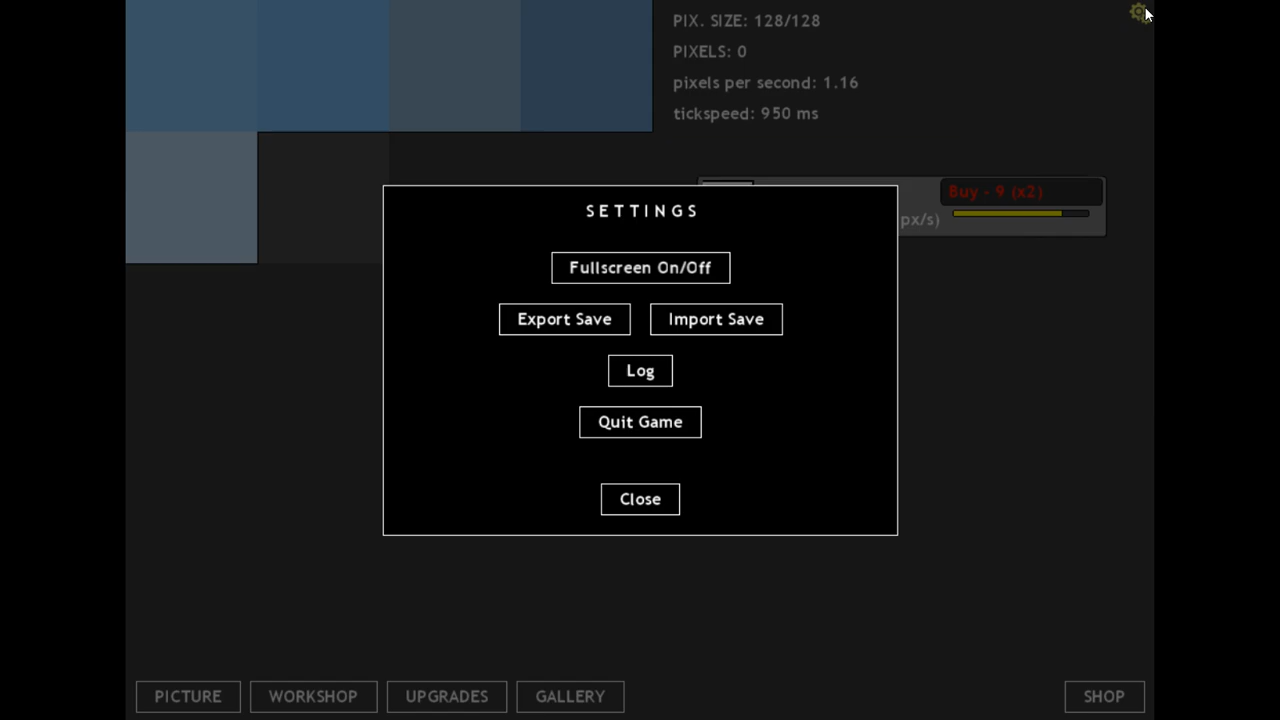 PIX. SIZE: 128/128
PIXELS: 0
pixels per second: 1.16
tickspeed: 950 ms
Buy - 9 (x2)
px/s)
SETTINGS
Fullscreen On/Off
Export Save Import Save
Log
Quit Game
Close
PICTURE WORKSHOP UPGRADES GALLERY SHOP